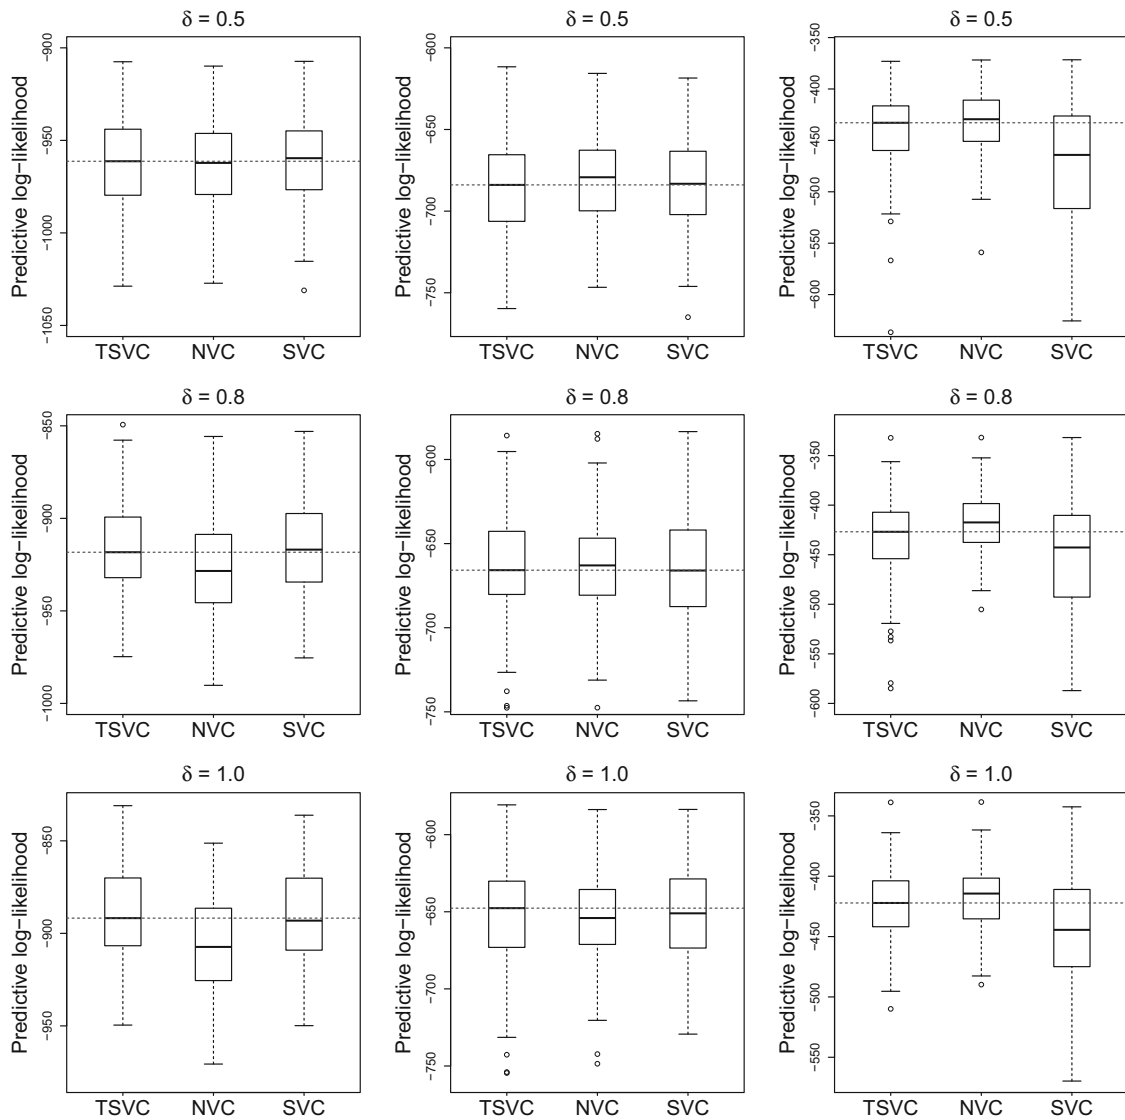 δ = 0.5
Predictive log−likelihood
−900
−950
−1000
−1050
TSVC NVC SVC
δ = 0.5
Predictive log−likelihood
−600
−650
−700
−750
TSVC NVC SVC
δ = 0.5
Predictive log−likelihood
−350
−400
−450
−500
−550
−600
TSVC NVC SVC
δ = 0.8
Predictive log−likelihood
−850
−900
−950
−1000
TSVC NVC SVC
δ = 0.8
Predictive log−likelihood
−600
−650
−700
−750
TSVC NVC SVC
δ = 0.8
Predictive log−likelihood
−350
−400
−450
−500
−550
−600
TSVC NVC SVC
δ = 1.0
Predictive log−likelihood
−850
−900
−950
TSVC NVC SVC
δ = 1.0
Predictive log−likelihood
−600
−650
−700
−750
TSVC NVC SVC
δ = 1.0
Predictive log−likelihood
−350
−400
−450
−500
−550
TSVC NVC SVC